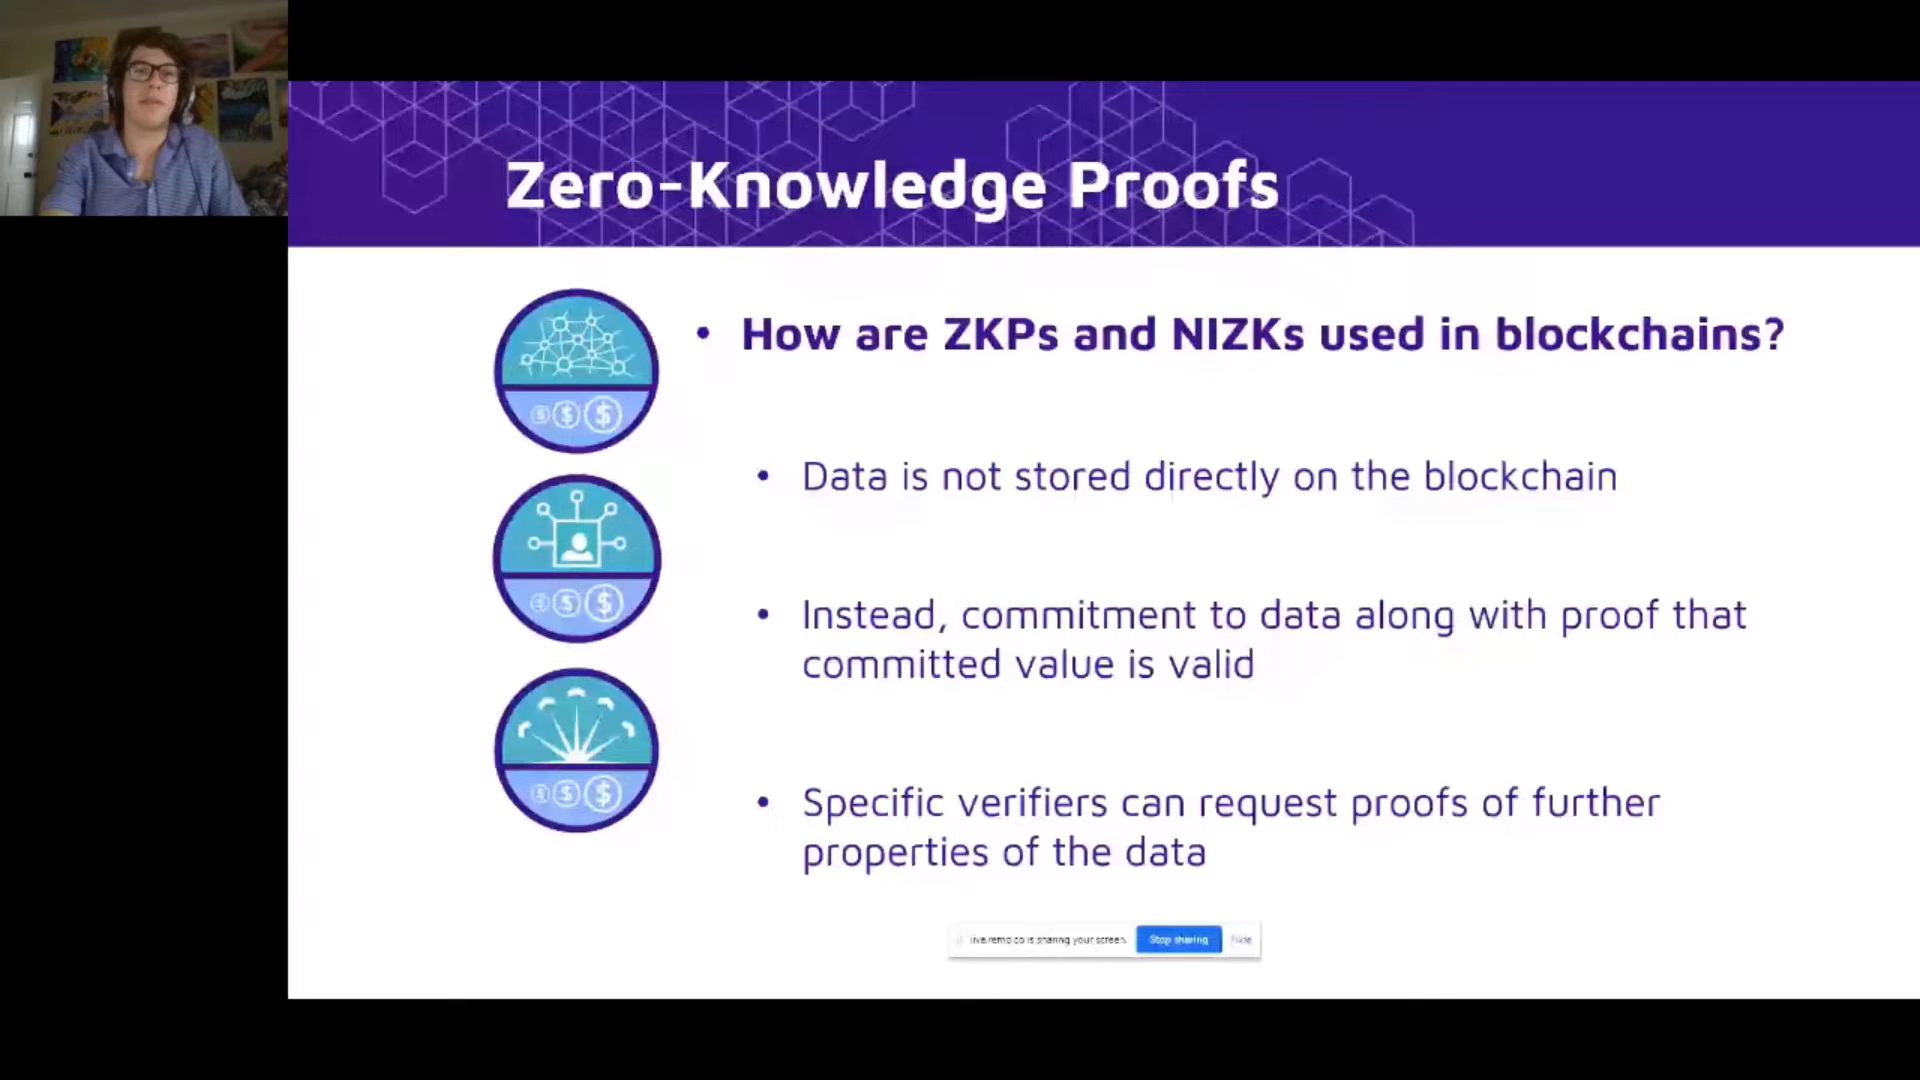 Zero-Knowledge Proofs
• How are ZKPs and NIZKs used in blockchains?
• Data is not stored directly on the blockchain
• Instead, commitment to data along with proof that
committed value is valid
• Specific verifiers can request proofs of further
properties of the data
live.remo.co is sharing your screen. Stop sharing Hide